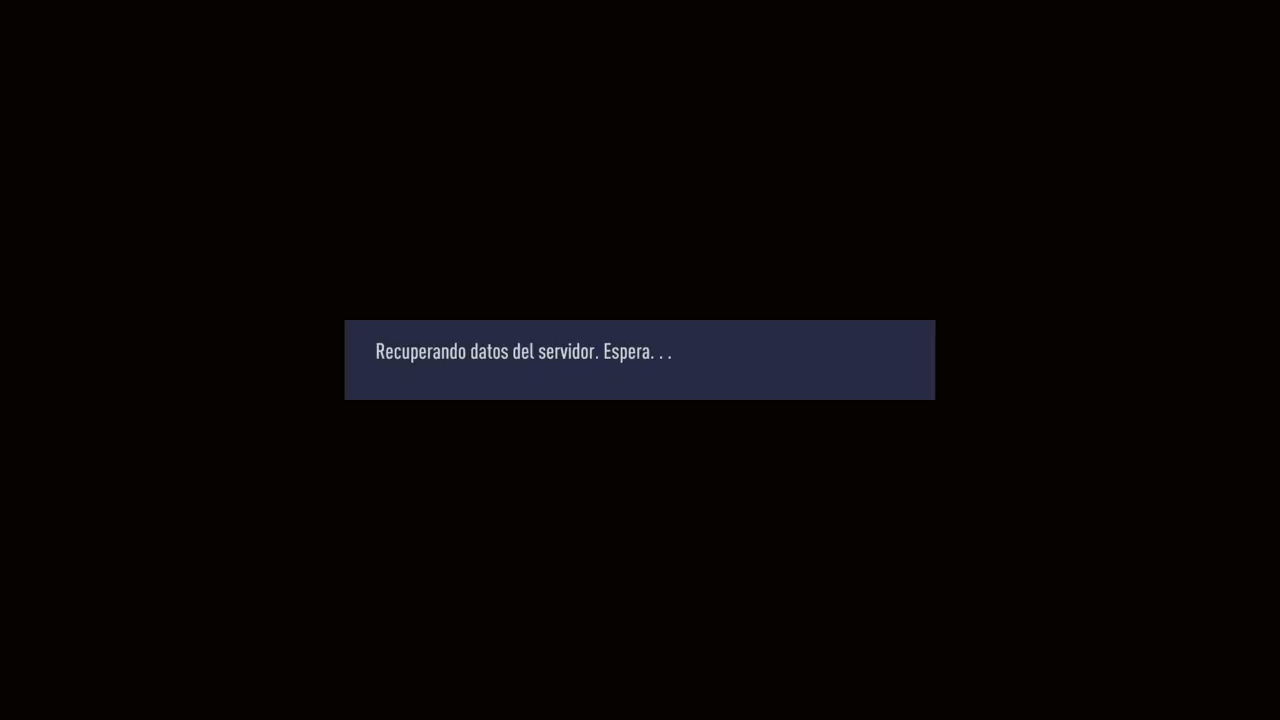 Recuperando datos del servidor. Espera. . .